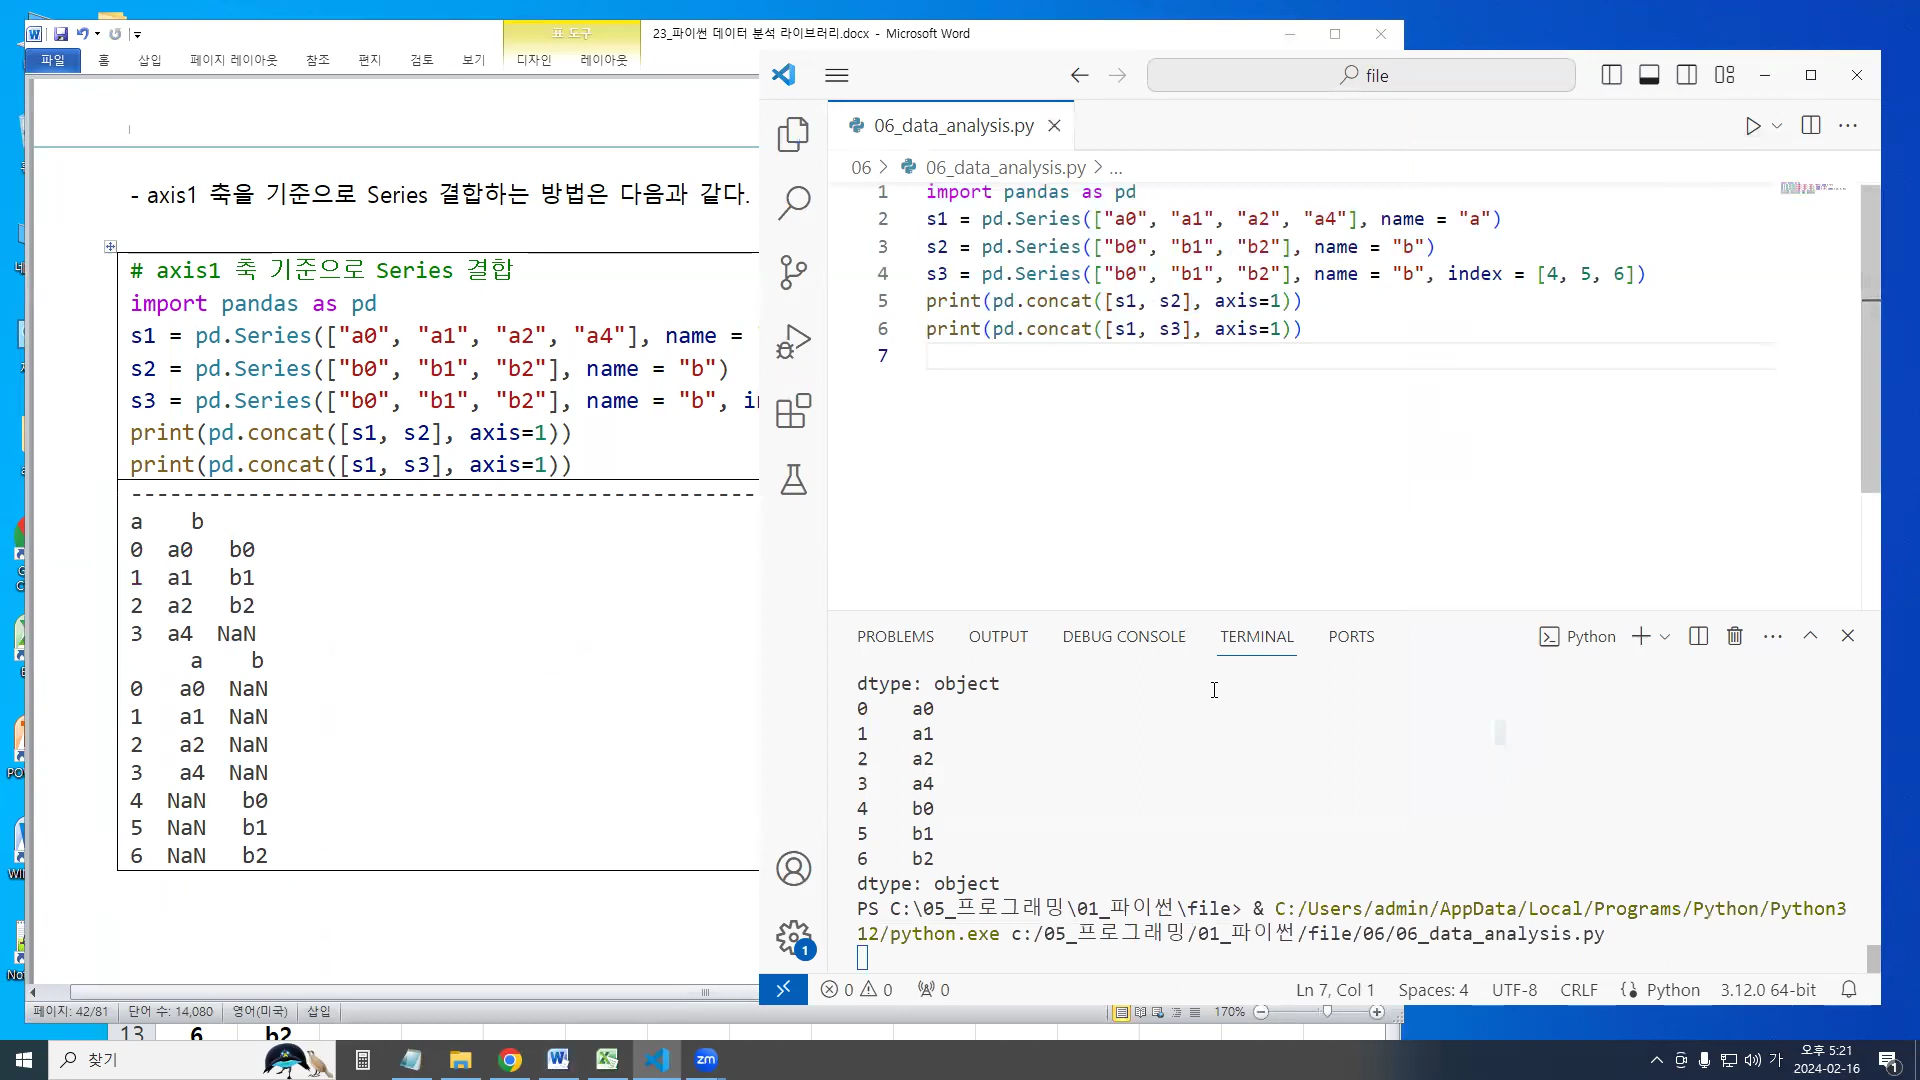 23_파이썬 데이터 분석 라이브러리.docx - Microsoft Word
표 도구
파일 홈 삽입 페이지 레이아웃 참조 편지 검토 보기 디자인 레이아웃
- axis1 축을 기준으로 Series 결합하는 방법은 다음과 같다.
# axis1 축 기준으로 Series 결합
import pandas as pd
s1 = pd.Series(["a0", "a1", "a2", "a4"], name =
s2 = pd.Series(["b0", "b1", "b2"], name = "b")
s3 = pd.Series(["b0", "b1", "b2"], name = "b",
print(pd.concat([s1, s2], axis=1))
print(pd.concat([s1, s3], axis=1))
------------------------------------------------
a b
0 a0 b0
1 a1 b1
2 a2 b2
3 a4 NaN
a b
0 a0 NaN
1 a1 NaN
2 a2 NaN
3 a4 NaN
4 NaN b0
5 NaN b1
6 NaN b2
페이지: 42/81 단어 수: 14,080 영어(미국) 삽입 170%
13 6 b2
file
06_data_analysis.py
06 > 06_data_analysis.py > ...
1 import pandas as pd
2 s1 = pd.Series(["a0", "a1", "a2", "a4"], name = "a")
3 s2 = pd.Series(["b0", "b1", "b2"], name = "b")
4 s3 = pd.Series(["b0", "b1", "b2"], name = "b", index = [4, 5, 6])
5 print(pd.concat([s1, s2], axis=1))
6 print(pd.concat([s1, s3], axis=1))
7
PROBLEMS OUTPUT DEBUG CONSOLE TERMINAL PORTS Python
dtype: object
0 a0
1 a1
2 a2
3 a4
4 b0
5 b1
6 b2
dtype: object
PS C:\05_프로그래밍\01_파이썬\file> & C:/Users/admin/AppData/Local/Programs/Python/Python3
12/python.exe c:/05_프로그래밍/01_파이썬/file/06/06_data_analysis.py
1
0 0 0 Ln 7, Col 1 Spaces: 4 UTF-8 CRLF Python 3.12.0 64-bit
찾기
zm
가
오후 5:21
2024-02-16
1